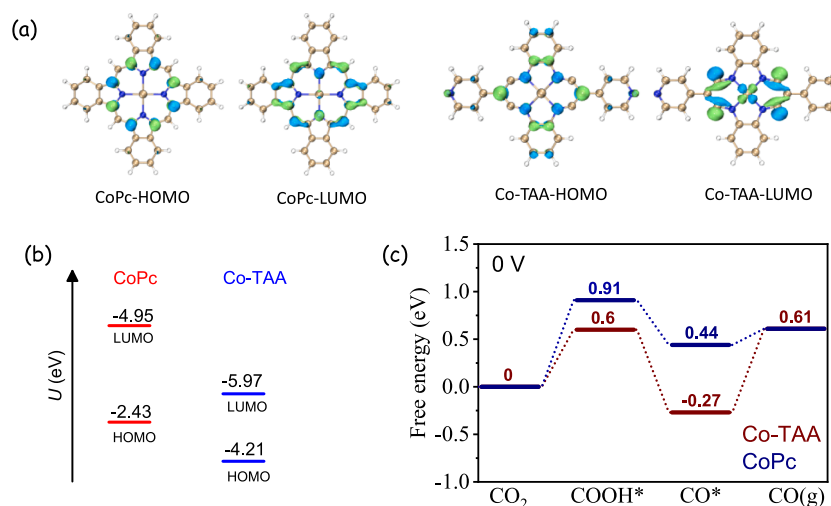 (a)
CoPc-HOMO
CoPc-LUMO
Co-TAA-HOMO
Co-TAA-LUMO
(b)
CoPc
Co-TAA
U (eV)
-4.95
LUMO
-5.97
LUMO
-2.43
HOMO
-4.21
HOMO
(c)
0 V
Free energy (eV)
1.5
1.0
0.5
0.0
-0.5
-1.0
0.91
0.6
0
0.44
-0.27
0.61
Co-TAA
CoPc
CO₂
COOH*
CO*
CO(g)